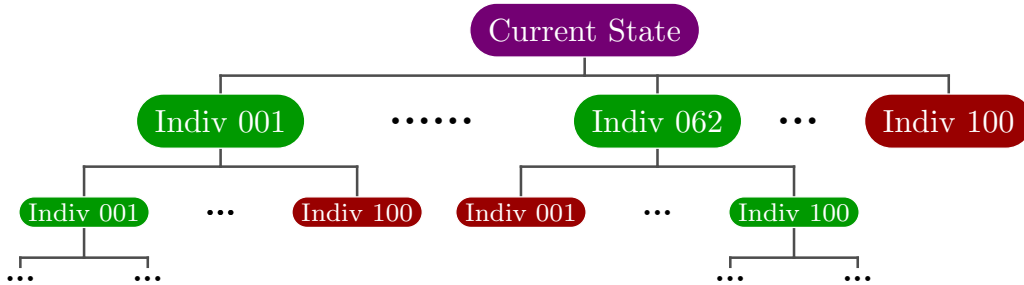 Current State
Indiv 001 ...... Indiv 062 ... Indiv 100
Indiv 001 ... Indiv 100 Indiv 001 ... Indiv 100
... ... ... ...